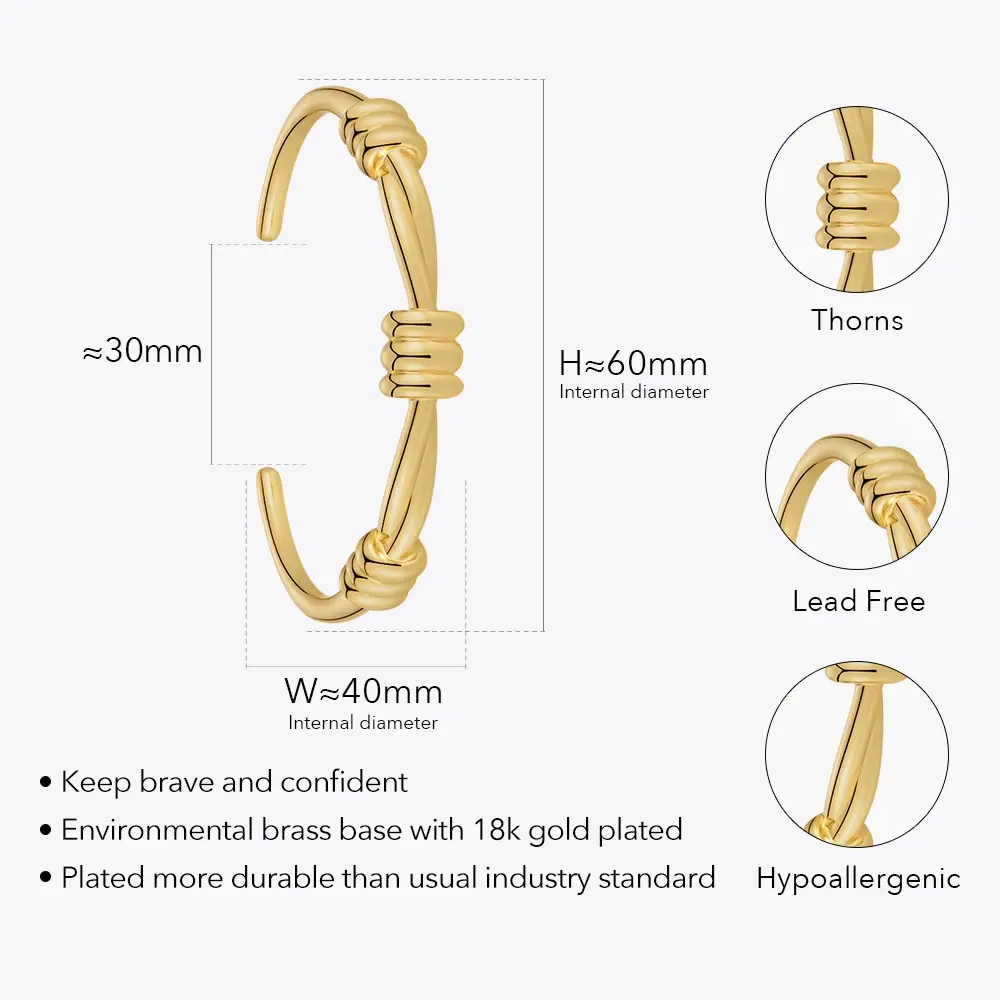 ≈30mm
H≈60mm
Internal diameter
W≈40mm
Internal diameter
Thorns
Lead Free
Hypoallergenic
• Keep brave and confident
• Environmental brass base with 18k gold plated
• Plated more durable than usual industry standard